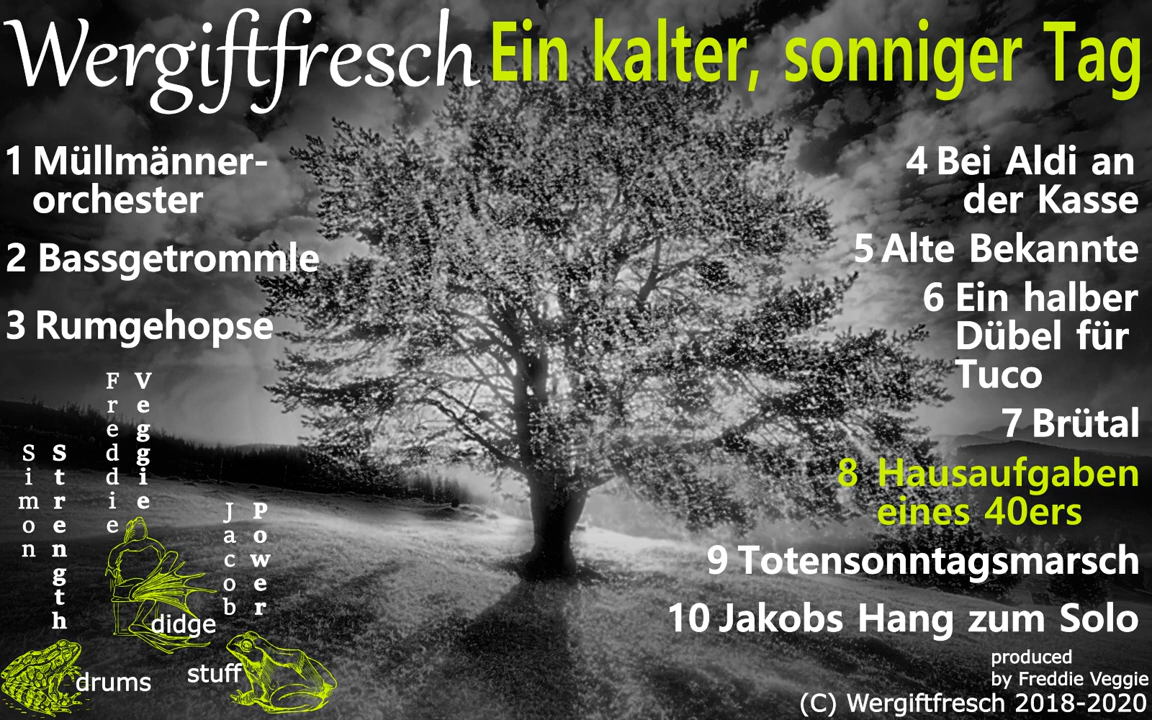 Wergiftfresch Ein kalter, sonniger Tag
1 Müllmänner-
orchester
2 Bassgetrommle
3 Rumgehopse
4 Bei Aldi an
der Kasse
5 Alte Bekannte
6 Ein halber
Dübel für
Tuco
7 Brütal
8 Hausaufgaben
eines 40ers
9 Totensonntagsmarsch
10 Jakobs Hang zum Solo
Simon
Strength
drums
Freddie
Veggie
didge
Jacob
Power
stuff
produced
by Freddie Veggie
(C) Wergiftfresch 2018-2020